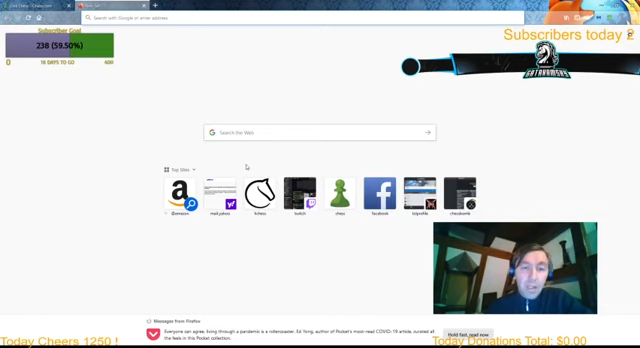 Search with Google or enter address
Subscribers today 2
Subscriber Goal
238 (59.50%)
0
18 DAYS TO GO
400
GATAKAMSKY
Search the Web
Top Sites
@amazon
mail.yahoo
lichess
twitch
chess
facebook
Messages from Firefox
Everyone can agree, living through a pandemic is a rollercoaster. Ed Yong, author of Pocket's most-read COVID-19 article, curated all
the feels in this Pocket collection.
Hold fast, read now
Today Cheers 1250 !
Today Donations Total: $0.00